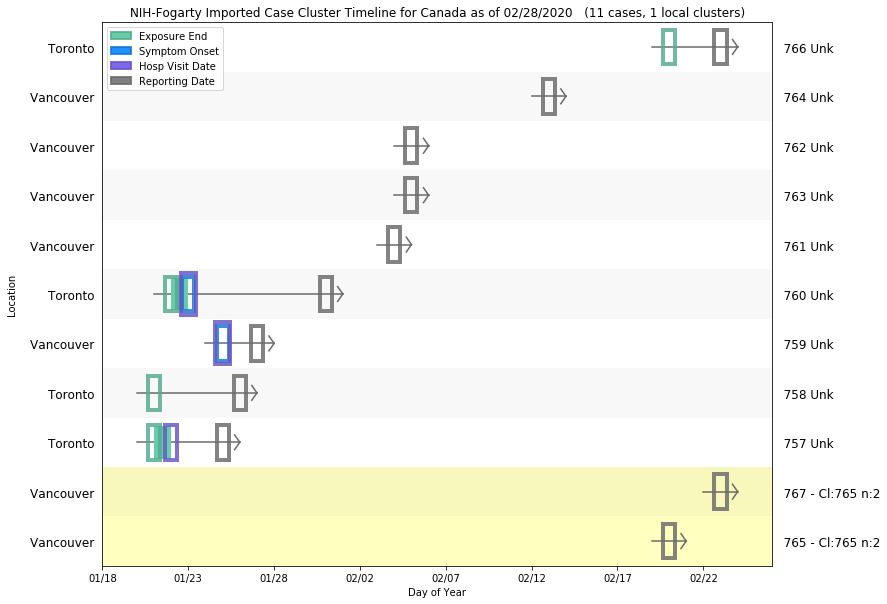 NIH-Fogarty Imported Case Cluster Timeline for Canada as of 02/28/2020   (11 cases, 1 local clusters)
Exposure End
Symptom Onset
Hosp Visit Date
Reporting Date
Toronto 766 Unk
Vancouver 764 Unk
Vancouver 762 Unk
Vancouver 763 Unk
Vancouver 761 Unk
Toronto 760 Unk
Vancouver 759 Unk
Toronto 758 Unk
Toronto 757 Unk
Vancouver 767 - Cl:765 n:2
Vancouver 765 - Cl:765 n:2
Location
01/18 01/23 01/28 02/02 02/07 02/12 02/17 02/22
Day of Year